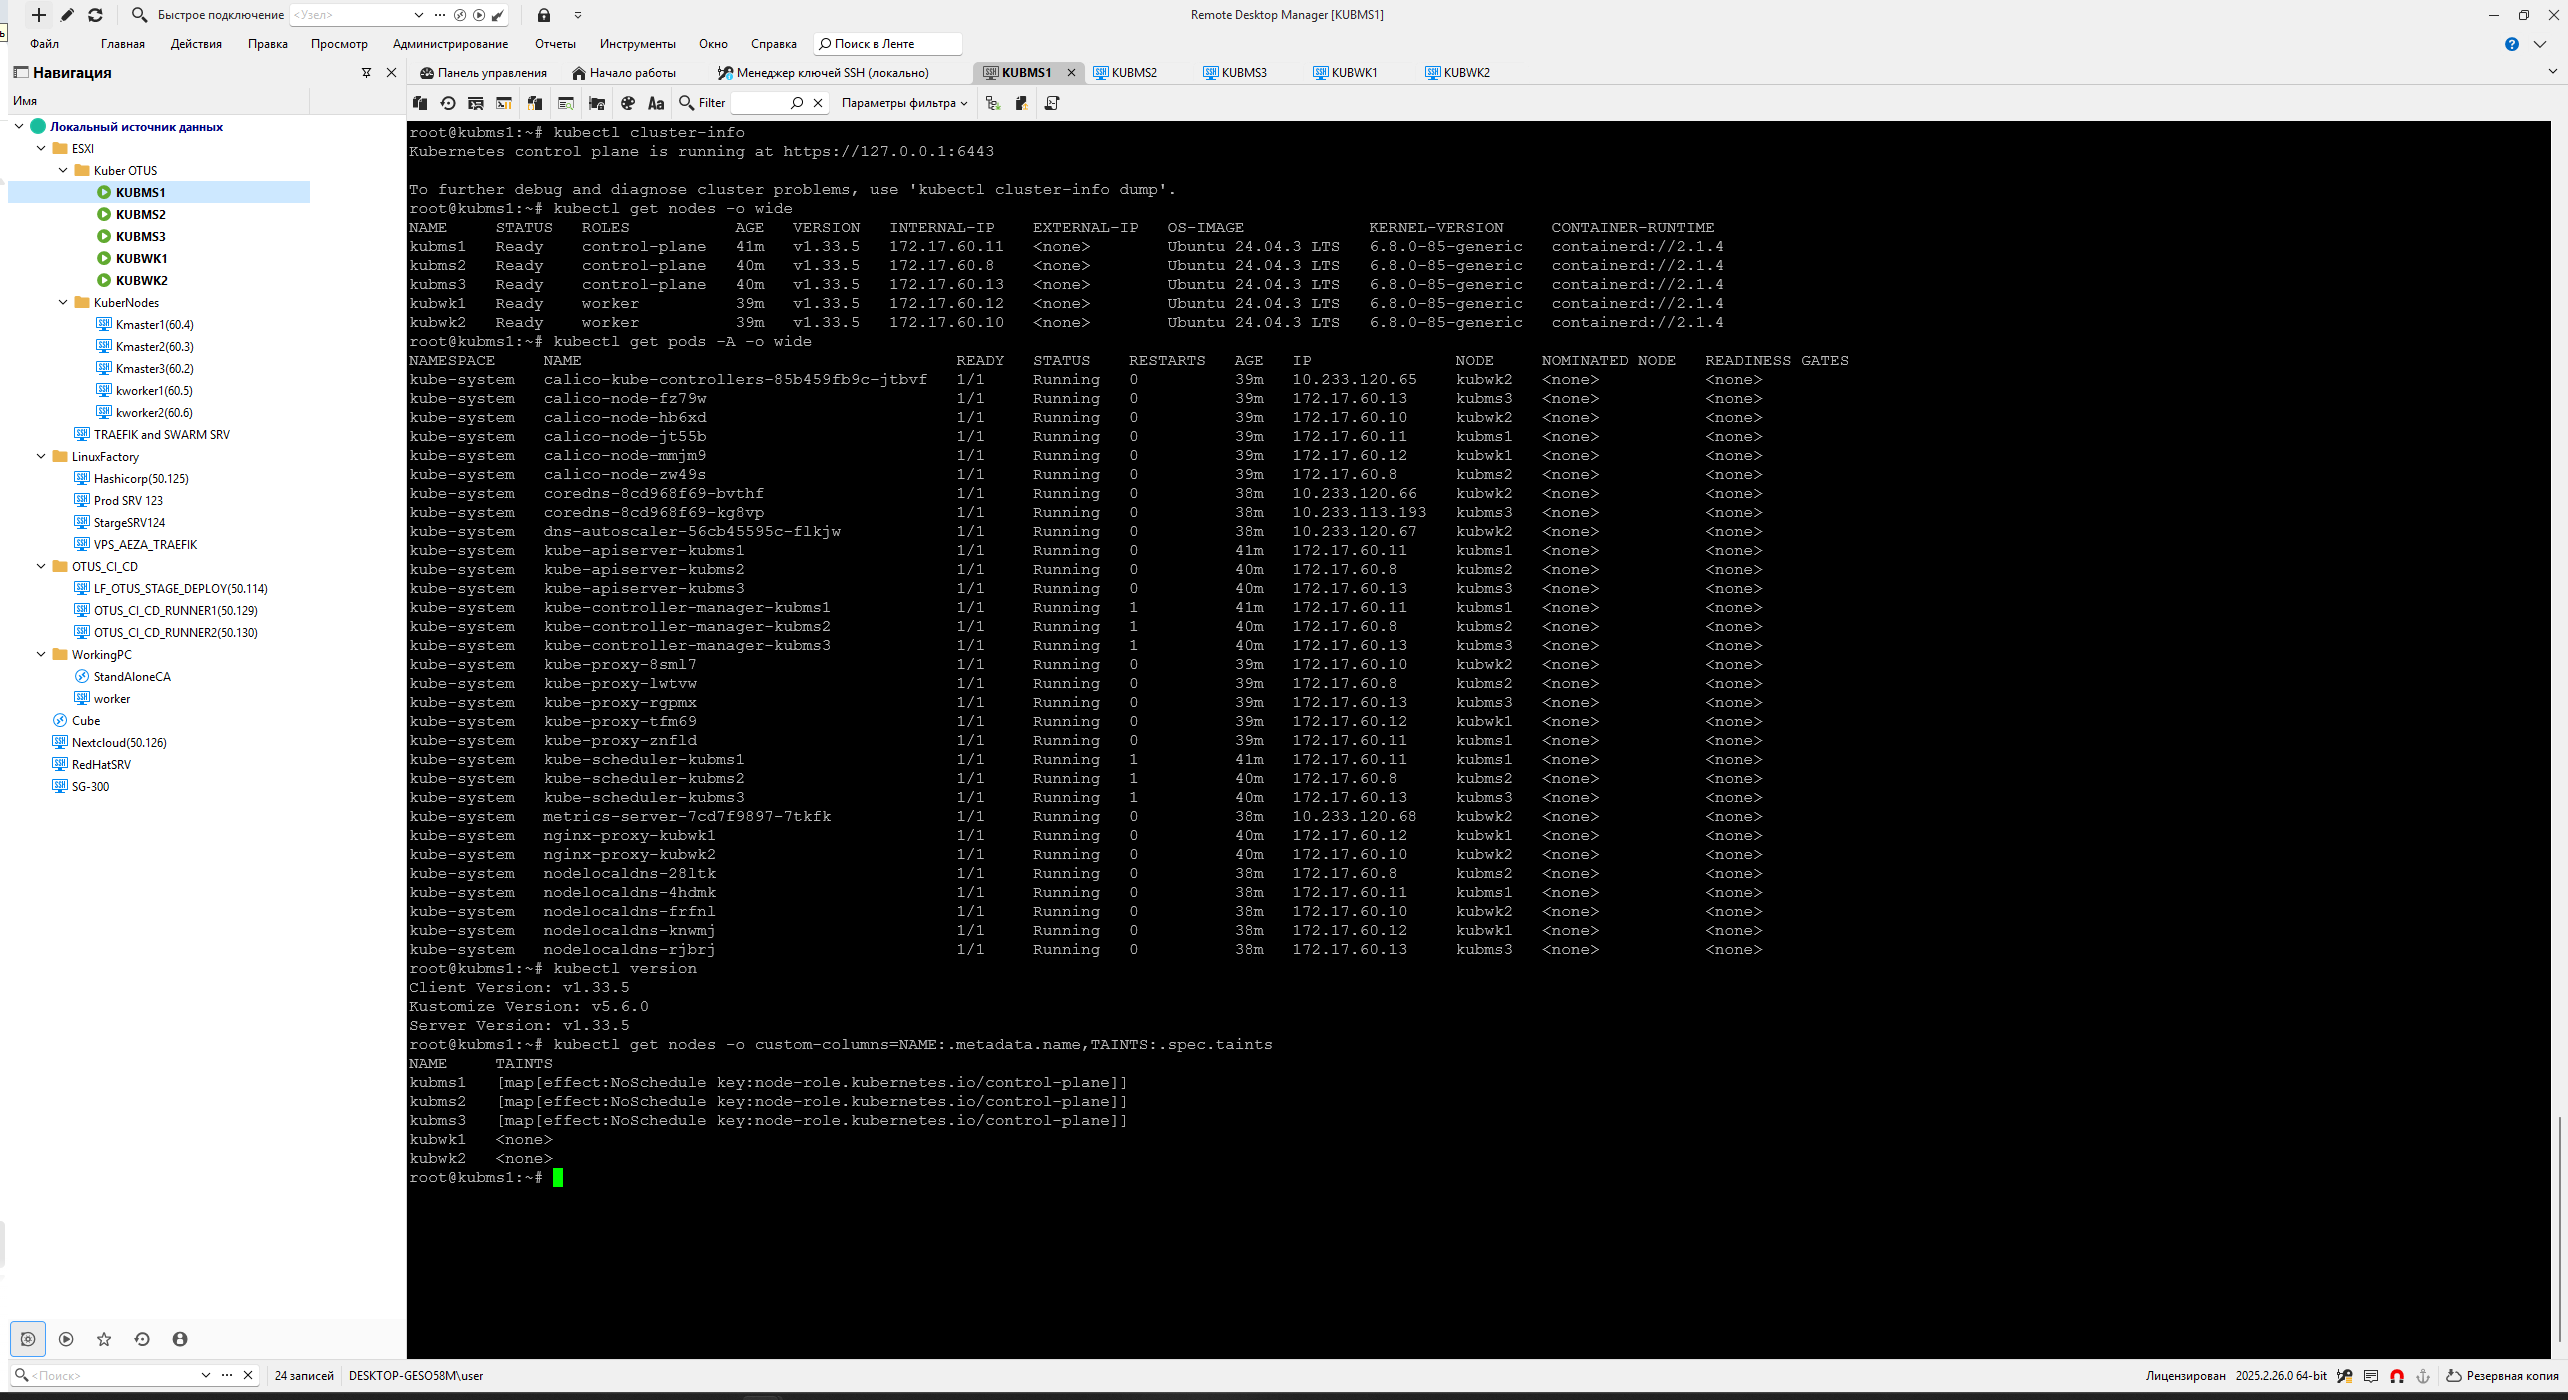 Быстрое подключение <Узел> Remote Desktop Manager [KUBMS1]
Файл Главная Действия Правка Просмотр Администрирование Отчеты Инструменты Окно Справка Поиск в Ленте
Навигация
Имя
Локальный источник данных
ESXI
Kuber OTUS
KUBMS1
KUBMS2
KUBMS3
KUBWK1
KUBWK2
KuberNodes
Kmaster1(60.4)
Kmaster2(60.3)
Kmaster3(60.2)
kworker1(60.5)
kworker2(60.6)
TRAEFIK and SWARM SRV
LinuxFactory
Hashicorp(50.125)
Prod SRV 123
StargeSRV124
VPS_AEZA_TRAEFIK
OTUS_CI_CD
LF_OTUS_STAGE_DEPLOY(50.114)
OTUS_CI_CD_RUNNER1(50.129)
OTUS_CI_CD_RUNNER2(50.130)
WorkingPC
StandAloneCA
worker
Cube
Nextcloud(50.126)
RedHatSRV
SG-300
Панель управления Начало работы Менеджер ключей SSH (локально) KUBMS1 KUBMS2 KUBMS3 KUBWK1 KUBWK2
Aa Filter Параметры фильтра
root@kubms1:~# kubectl cluster-info
Kubernetes control plane is running at https://127.0.0.1:6443
To further debug and diagnose cluster problems, use 'kubectl cluster-info dump'.
root@kubms1:~# kubectl get nodes -o wide
NAME STATUS ROLES AGE VERSION INTERNAL-IP EXTERNAL-IP OS-IMAGE KERNEL-VERSION CONTAINER-RUNTIME
kubms1 Ready control-plane 41m v1.33.5 172.17.60.11 <none> Ubuntu 24.04.3 LTS 6.8.0-85-generic containerd://2.1.4
kubms2 Ready control-plane 40m v1.33.5 172.17.60.8 <none> Ubuntu 24.04.3 LTS 6.8.0-85-generic containerd://2.1.4
kubms3 Ready control-plane 40m v1.33.5 172.17.60.13 <none> Ubuntu 24.04.3 LTS 6.8.0-85-generic containerd://2.1.4
kubwk1 Ready worker 39m v1.33.5 172.17.60.12 <none> Ubuntu 24.04.3 LTS 6.8.0-85-generic containerd://2.1.4
kubwk2 Ready worker 39m v1.33.5 172.17.60.10 <none> Ubuntu 24.04.3 LTS 6.8.0-85-generic containerd://2.1.4
root@kubms1:~# kubectl get pods -A -o wide
NAMESPACE NAME READY STATUS RESTARTS AGE IP NODE NOMINATED NODE READINESS GATES
kube-system calico-kube-controllers-85b459fb9c-jtbvf 1/1 Running 0 39m 10.233.120.65 kubwk2 <none> <none>
kube-system calico-node-fz79w 1/1 Running 0 39m 172.17.60.13 kubms3 <none> <none>
kube-system calico-node-hb6xd 1/1 Running 0 39m 172.17.60.10 kubwk2 <none> <none>
kube-system calico-node-jt55b 1/1 Running 0 39m 172.17.60.11 kubms1 <none> <none>
kube-system calico-node-mmjm9 1/1 Running 0 39m 172.17.60.12 kubwk1 <none> <none>
kube-system calico-node-zw49s 1/1 Running 0 39m 172.17.60.8 kubms2 <none> <none>
kube-system coredns-8cd968f69-bvthf 1/1 Running 0 38m 10.233.120.66 kubwk2 <none> <none>
kube-system coredns-8cd968f69-kg8vp 1/1 Running 0 38m 10.233.113.193 kubms3 <none> <none>
kube-system dns-autoscaler-56cb45595c-flkjw 1/1 Running 0 38m 10.233.120.67 kubwk2 <none> <none>
kube-system kube-apiserver-kubms1 1/1 Running 0 41m 172.17.60.11 kubms1 <none> <none>
kube-system kube-apiserver-kubms2 1/1 Running 0 40m 172.17.60.8 kubms2 <none> <none>
kube-system kube-apiserver-kubms3 1/1 Running 0 40m 172.17.60.13 kubms3 <none> <none>
kube-system kube-controller-manager-kubms1 1/1 Running 1 41m 172.17.60.11 kubms1 <none> <none>
kube-system kube-controller-manager-kubms2 1/1 Running 1 40m 172.17.60.8 kubms2 <none> <none>
kube-system kube-controller-manager-kubms3 1/1 Running 1 40m 172.17.60.13 kubms3 <none> <none>
kube-system kube-proxy-8sml7 1/1 Running 0 39m 172.17.60.10 kubwk2 <none> <none>
kube-system kube-proxy-lwtvw 1/1 Running 0 39m 172.17.60.8 kubms2 <none> <none>
kube-system kube-proxy-rgpmx 1/1 Running 0 39m 172.17.60.13 kubms3 <none> <none>
kube-system kube-proxy-tfm69 1/1 Running 0 39m 172.17.60.12 kubwk1 <none> <none>
kube-system kube-proxy-znfld 1/1 Running 0 39m 172.17.60.11 kubms1 <none> <none>
kube-system kube-scheduler-kubms1 1/1 Running 1 41m 172.17.60.11 kubms1 <none> <none>
kube-system kube-scheduler-kubms2 1/1 Running 1 40m 172.17.60.8 kubms2 <none> <none>
kube-system kube-scheduler-kubms3 1/1 Running 1 40m 172.17.60.13 kubms3 <none> <none>
kube-system metrics-server-7cd7f9897-7tkfk 1/1 Running 0 38m 10.233.120.68 kubwk2 <none> <none>
kube-system nginx-proxy-kubwk1 1/1 Running 0 40m 172.17.60.12 kubwk1 <none> <none>
kube-system nginx-proxy-kubwk2 1/1 Running 0 40m 172.17.60.10 kubwk2 <none> <none>
kube-system nodelocaldns-28ltk 1/1 Running 0 38m 172.17.60.8 kubms2 <none> <none>
kube-system nodelocaldns-4hdmk 1/1 Running 0 38m 172.17.60.11 kubms1 <none> <none>
kube-system nodelocaldns-frfnl 1/1 Running 0 38m 172.17.60.10 kubwk2 <none> <none>
kube-system nodelocaldns-knwmj 1/1 Running 0 38m 172.17.60.12 kubwk1 <none> <none>
kube-system nodelocaldns-rjbrj 1/1 Running 0 38m 172.17.60.13 kubms3 <none> <none>
root@kubms1:~# kubectl version
Client Version: v1.33.5
Kustomize Version: v5.6.0
Server Version: v1.33.5
root@kubms1:~# kubectl get nodes -o custom-columns=NAME:.metadata.name,TAINTS:.spec.taints
NAME TAINTS
kubms1 [map[effect:NoSchedule key:node-role.kubernetes.io/control-plane]]
kubms2 [map[effect:NoSchedule key:node-role.kubernetes.io/control-plane]]
kubms3 [map[effect:NoSchedule key:node-role.kubernetes.io/control-plane]]
kubwk1 <none>
kubwk2 <none>
root@kubms1:~#
<Поиск> 24 записей DESKTOP-GESO58M\user Лицензирован 2025.2.26.0 64-bit Резервная копия